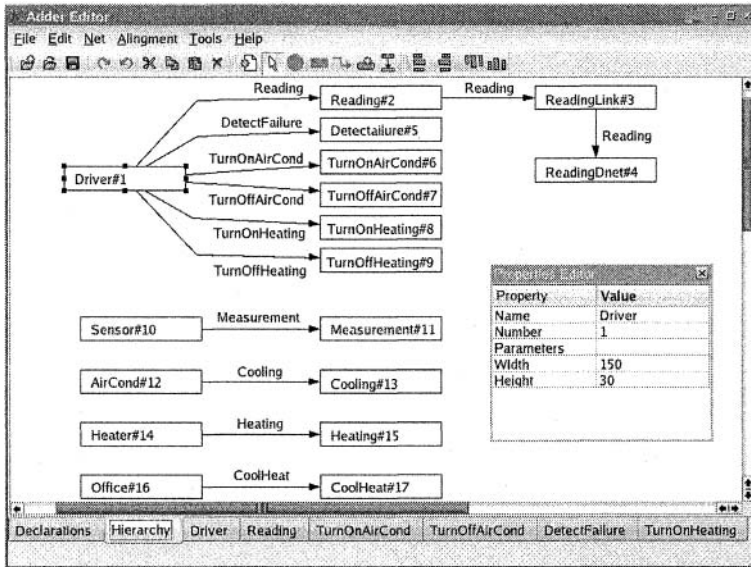 Adder Editor
File Edit Net Allingment Tools Help
Reading
Reading#2
Reading
ReadingLink#3
DetectFailure
Detectailure#5
Reading
TurnOnAirCond
TurnOnAirCond#6
ReadingDnet#4
Driver#1
TurnOffAirCond
TurnOffAirCond#7
TurnOnHeating
TurnOnHeating#8
TurnOffHeating
TurnOffHeating#9
Properties Editor
Property Value
Name Driver
Number 1
Parameters
Width 150
Height 30
Sensor#10
Measurement
Measurement#11
AirCond#12
Cooling
Cooling#13
Heater#14
Heating
Heating#15
Office#16
CoolHeat
CoolHeat#17
Declarations Hierarchy Driver Reading TurnOnAirCond TurnOffAirCond DetectFailure TurnOnHeating